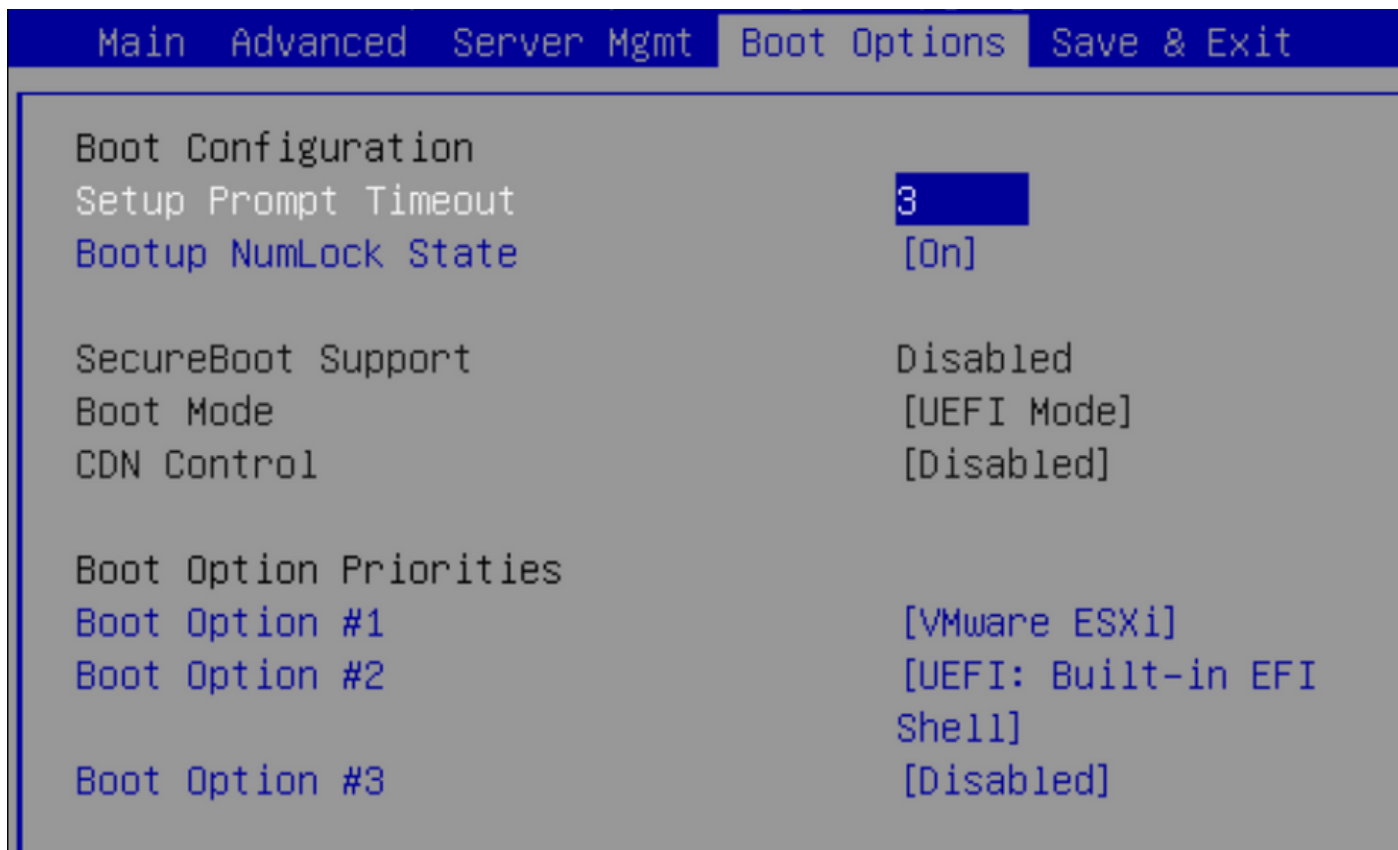 Main Advanced Server Mgmt Boot Options Save & Exit
Boot Configuration
Setup Prompt Timeout 3
Bootup NumLock State [On]
SecureBoot Support Disabled
Boot Mode [UEFI Mode]
CDN Control [Disabled]
Boot Option Priorities
Boot Option #1 [VMware ESXi]
Boot Option #2 [UEFI: Built-in EFI
Shell]
Boot Option #3 [Disabled]